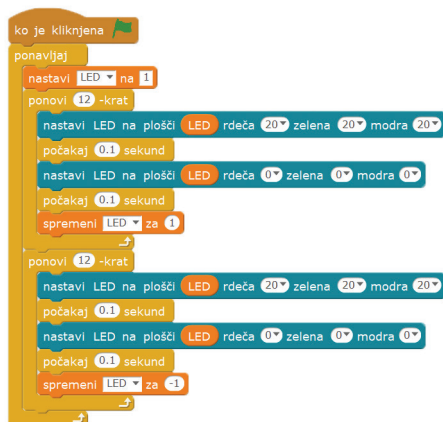 ko je kliknjena
ponavljaj
nastavi LED na 1
ponovi 12 -krat
nastavi LED na plošči LED rdeča 20 zelena 20 modra 20
počakaj 0.1 sekund
nastavi LED na plošči LED rdeča 0 zelena 0 modra 0
počakaj 0.1 sekund
spremeni LED za 1
ponovi 12 -krat
nastavi LED na plošči LED rdeča 20 zelena 20 modra 20
počakaj 0.1 sekund
nastavi LED na plošči LED rdeča 0 zelena 0 modra 0
počakaj 0.1 sekund
spremeni LED za -1